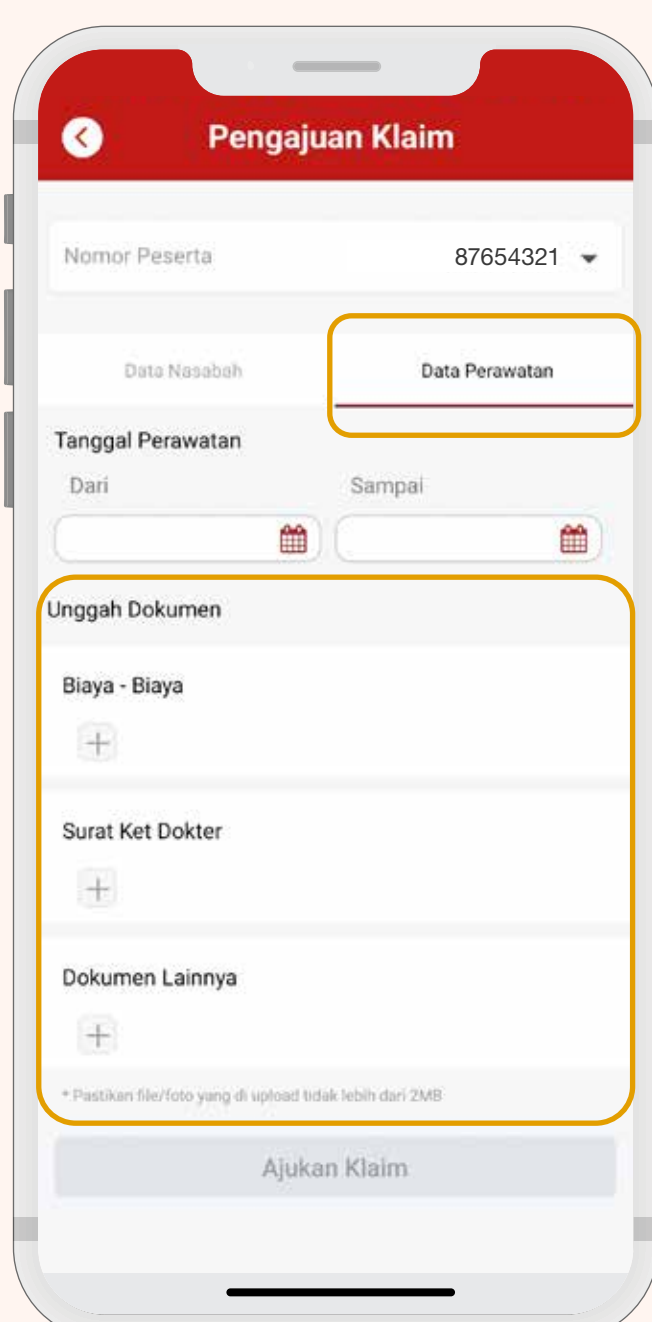 Pengajuan Klaim
Nomor Peserta 87654321
Data Nasabah Data Perawatan
Tanggal Perawatan
Dari Sampai
Unggah Dokumen
Biaya - Biaya
Surat Ket Dokter
Dokumen Lainnya
* Pastikan file/foto yang di upload tidak lebih dari 2MB
Ajukan Klaim